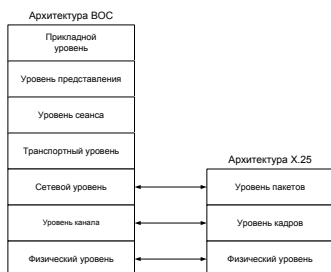 Архитектура ВОС
Прикладной
уровень
Уровень представления
Уровень сеанса
Транспортный уровень
Сетевой уровень
Уровень канала
Физический уровень
Архитектура X.25
Уровень пакетов
Уровень кадров
Физический уровень